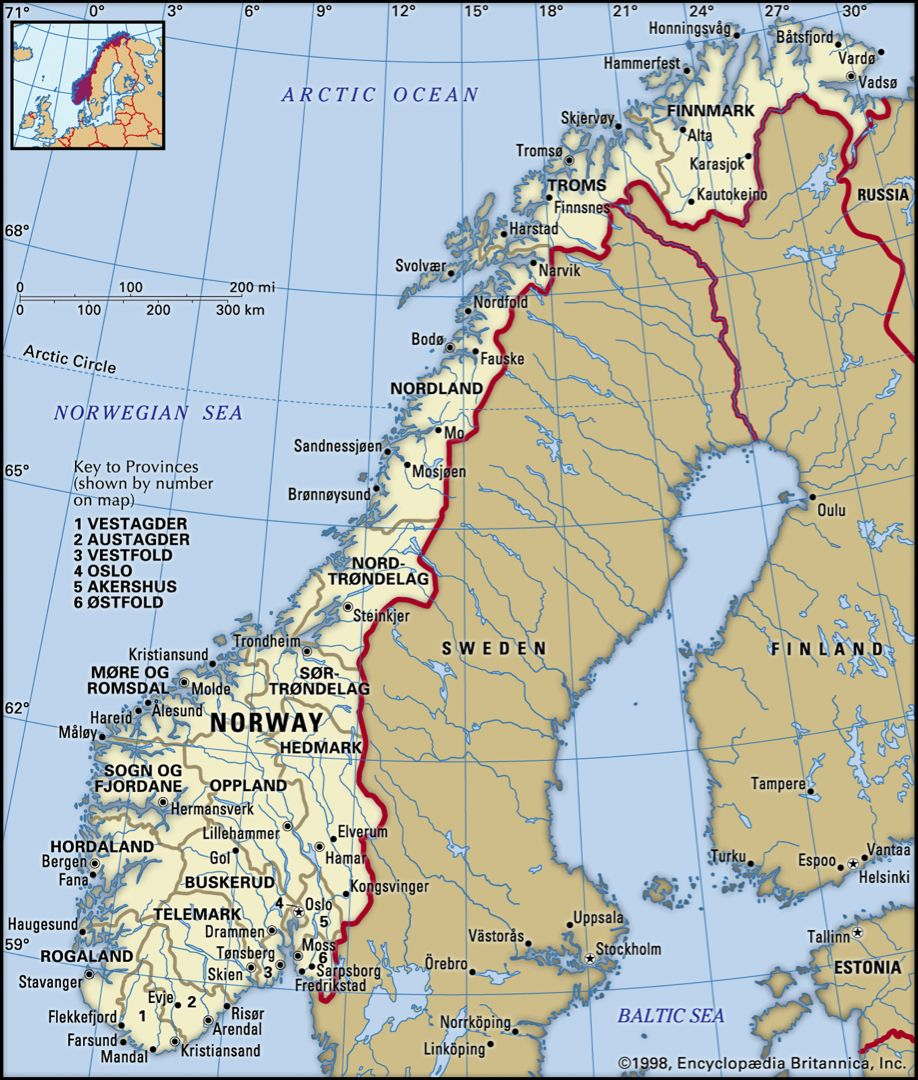 71°
0°
3°
6°
9°
12°
15°
18°
21°
24°
27°
30°
Honningsvåg
Båtsfjord
Vardø
Hammerfest
Vadsø
ARCTIC OCEAN
FINNMARK
Skjervøy
Alta
Tromsø
Karasjok
TROMS
Kautokeino
RUSSIA
Finnsnes
68°
Harstad
Svolvær
Narvik
0 100 200 mi
0 100 200 300 km
Nordfold
Bodø
Fauske
Arctic Circle
NORDLAND
NORWEGIAN SEA
Mo
Sandnessjøen
Mosjøen
65°
Brønnøysund
Key to Provinces
(shown by number
on map)
1 VESTAGDER
2 AUSTAGDER
3 VESTFOLD
4 OSLO
5 AKERSHUS
6 ØSTFOLD
Oulu
NORD-
TRØNDELAG
Steinkjer
Trondheim
SWEDEN
FINLAND
Kristiansund
MØRE OG
ROMSDAL
Molde
SØR-
TRØNDELAG
62°
Hareid
Ålesund
NORWAY
Måløy
HEDMARK
SOGN OG
FJORDANE
OPPLAND
Tampere
Hermansverk
Lillehammer
Elverum
HORDALAND
Bergen
Gol
Hamar
Turku
Espoo
Vantaa
Helsinki
Fana
BUSKERUD
Kongsvinger
4
Oslo
5
TELEMARK
Haugesund
Drammen
Uppsala
59°
Moss
6
Västorås
Tallinn
Stockholm
ROGALAND
Tønsberg
Skien
3
Sarpsborg
Fredrikstad
Örebro
ESTONIA
Stavanger
Evje
2
1
Risør
Flekkefjord
Arendal
BALTIC SEA
Norrköping
Farsund
Kristiansand
Mandal
Linköping
©1998, Encyclopædia Britannica, Inc.